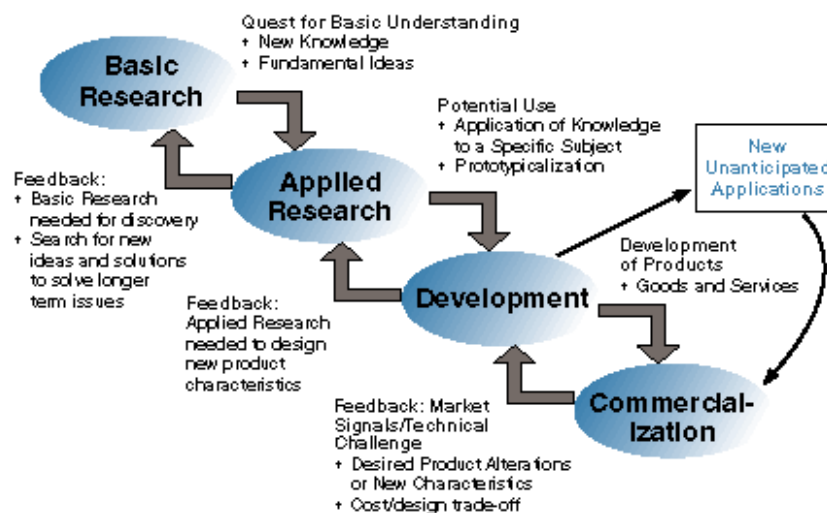 Quest for Basic Understanding
+ New Knowledge
+ Fundamental Ideas
Basic
Research
Potential Use
+ Application of Knowledge
to a Specific Subject
+ Prototypicalization
New
Unanticipated
Applications
Feedback:
+ Basic Research
needed for discovery
+ Search for new
ideas and solutions
to solve longer
term issues
Applied
Research
Development
of Products
+ Goods and Services
Feedback:
Applied Research
needed to design
new product
characteristics
Development
Feedback: Market
Signals/Technical
Challenge
+ Desired Product Alterations
or New Characteristics
+ Cost/design trade-off
Commercial-
ization